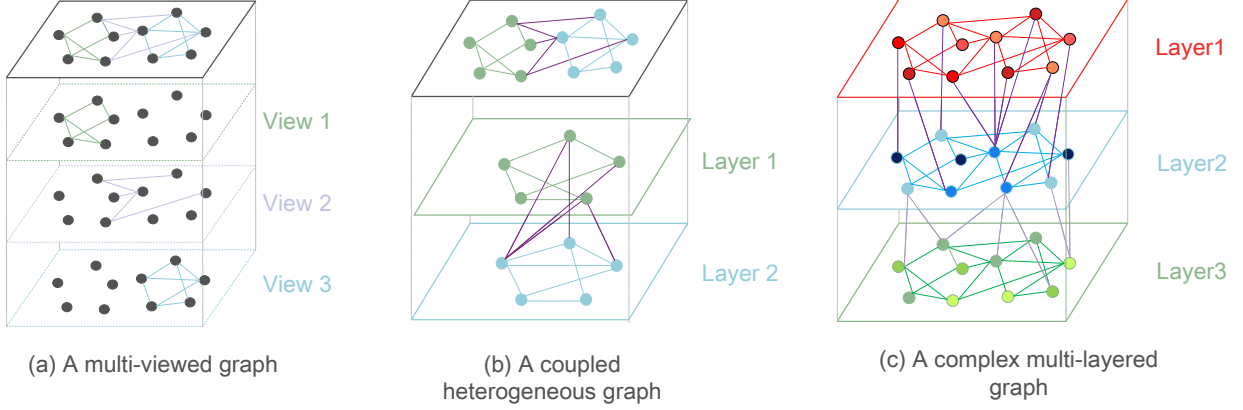 View 1
View 2
View 3
(a) A multi-viewed graph
Layer 1
Layer 2
(b) A coupled
heterogeneous graph
Layer1
Layer2
Layer3
(c) A complex multi-layered
graph